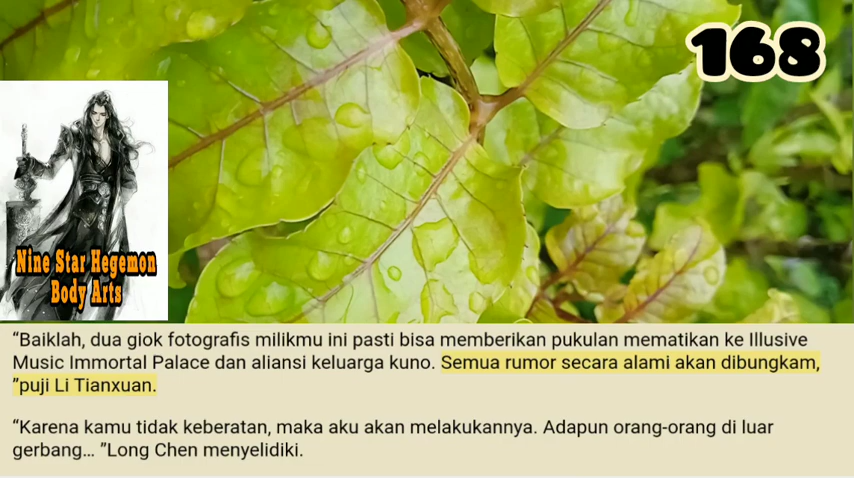 168
Nine Star Hegemon
Body Arts
“Baiklah, dua giok fotografis milikmu ini pasti bisa memberikan pukulan mematikan ke Illusive
Music Immortal Palace dan aliansi keluarga kuno. Semua rumor secara alami akan dibungkam,
”puji Li Tianxuan.
“Karena kamu tidak keberatan, maka aku akan melakukannya. Adapun orang-orang di luar
gerbang… ”Long Chen menyelidiki.